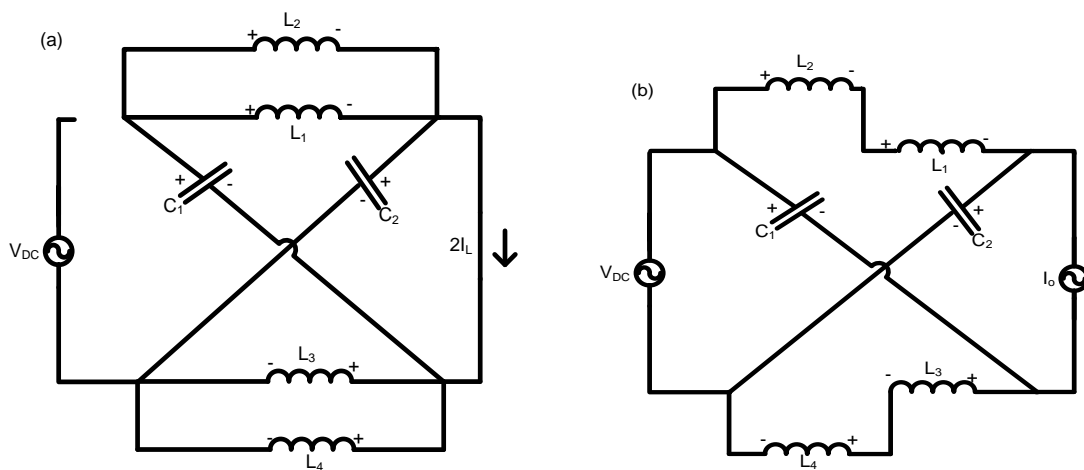 (a)
L2
+ -
+ -
L1
+ -
C1
+
-
C2
VDC
2IL
L3
- +
- +
L4
(b)
L2
+ -
+ -
L1
+ -
C1
+
-
C2
VDC
Io
L3
- +
- +
L4